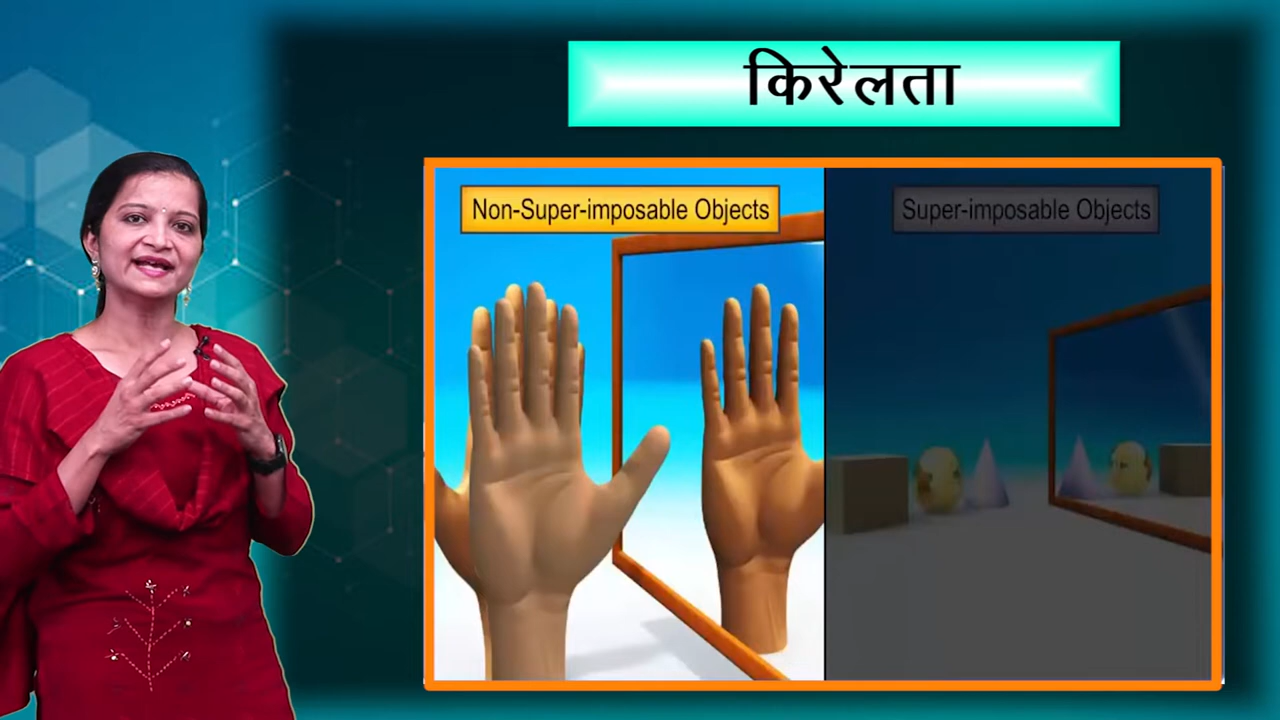 किरेलता
Non-Super-imposable Objects
Super-imposable Objects